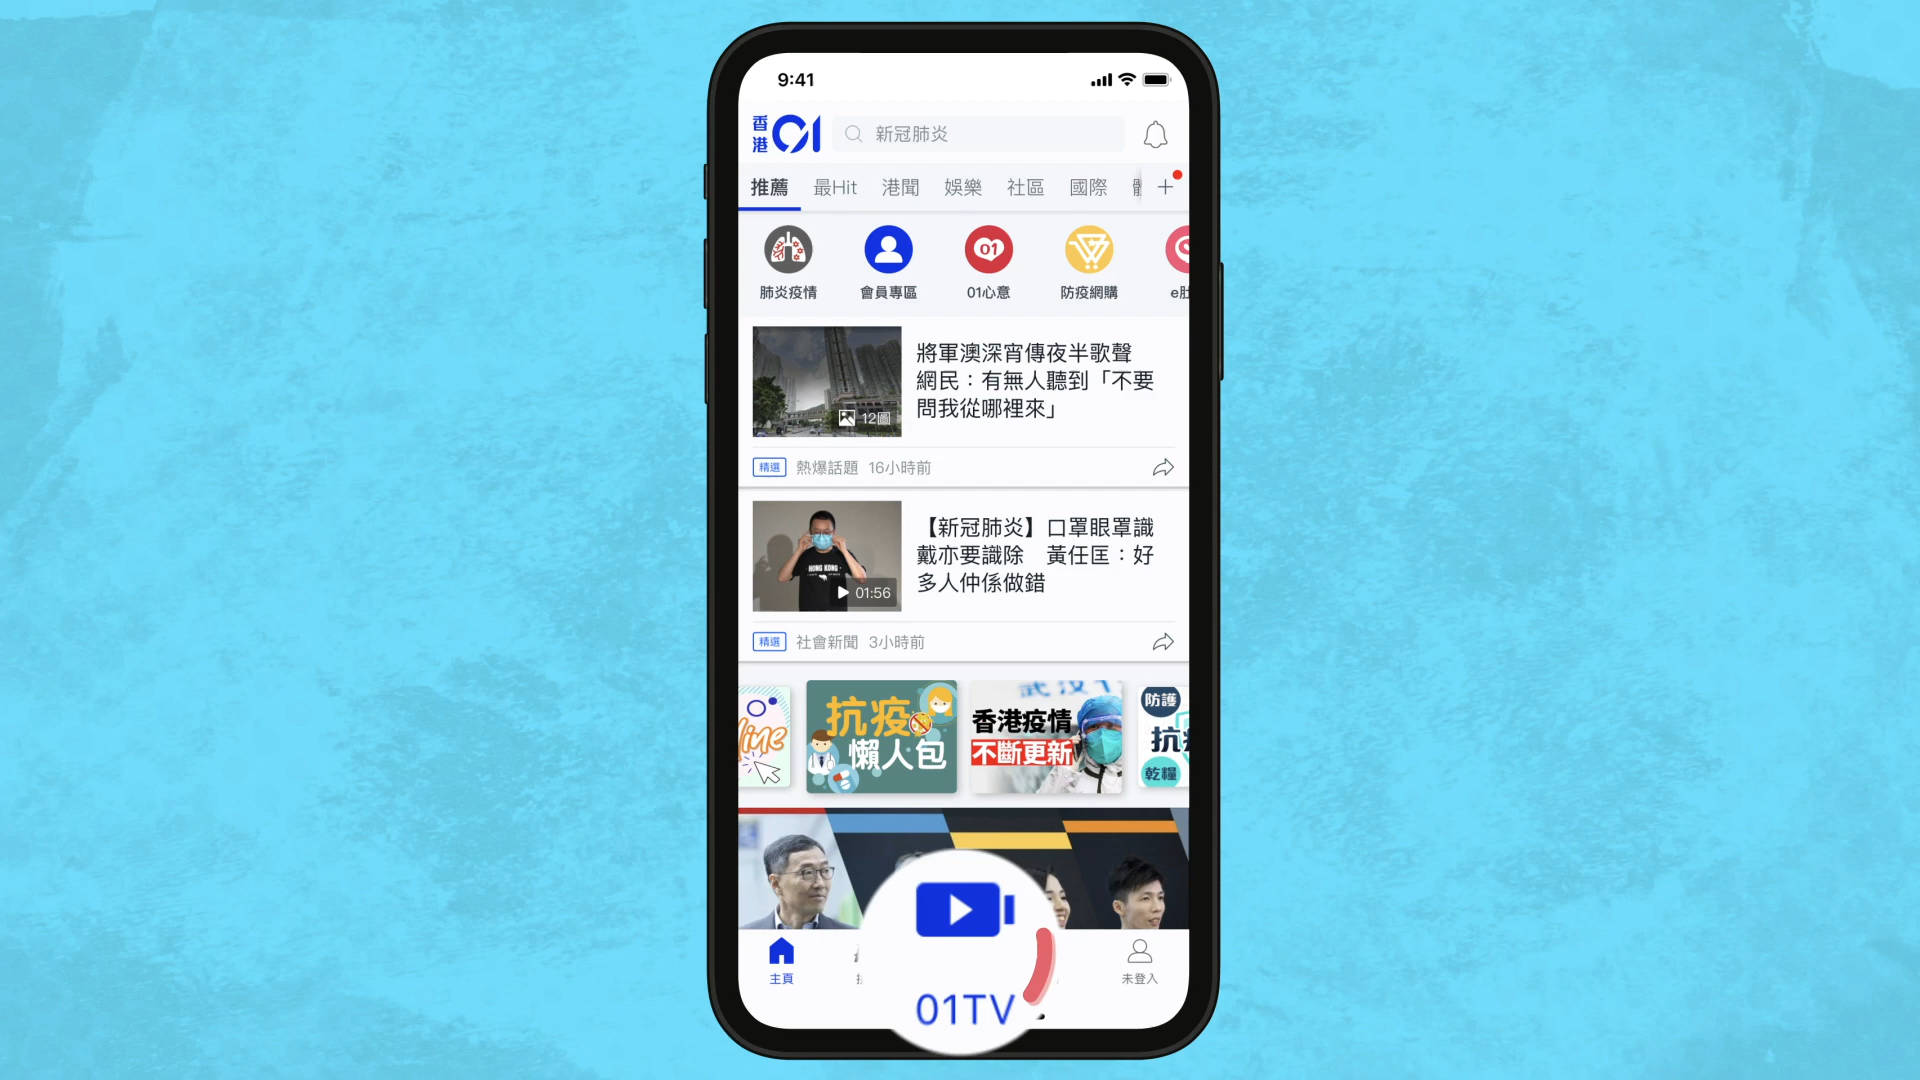 9:41
香港01
新冠肺炎
推薦 最Hit 港聞 娛樂 社區 國際
肺炎疫情 會員專區 01心意 防疫網購
01
將軍澳深宵傳夜半歌聲
網民：有無人聽到「不要
問我從哪裡來」
12圖
精選 熱爆話題 16小時前
【新冠肺炎】口罩眼罩識
戴亦要識除 黃任匡：好
多人仲係做錯
HONG KONG
01:56
精選 社會新聞 3小時前
line
抗疫
懶人包
香港疫情
不斷更新
防護
抗
乾糧
主頁
01TV
未登入